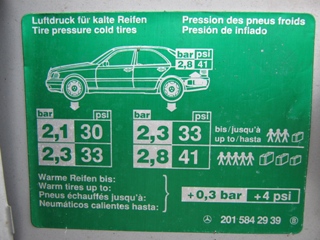 Luftdruck für kalte Reifen
Tire pressure cold tires
Pression des pneus froids
Presión de inflado
bar psi
2,8 41
bar psi
2,1 30
2,3 33
bar psi
2,3 33
2,8 41
bis/jusqu'à
up to/hasta
Warme Reifen bis:
Warm tires up to:
Pneus échauffés jusqu'à:
Neumáticos calientes hasta:
+0,3 bar +4 psi
201 584 29 39